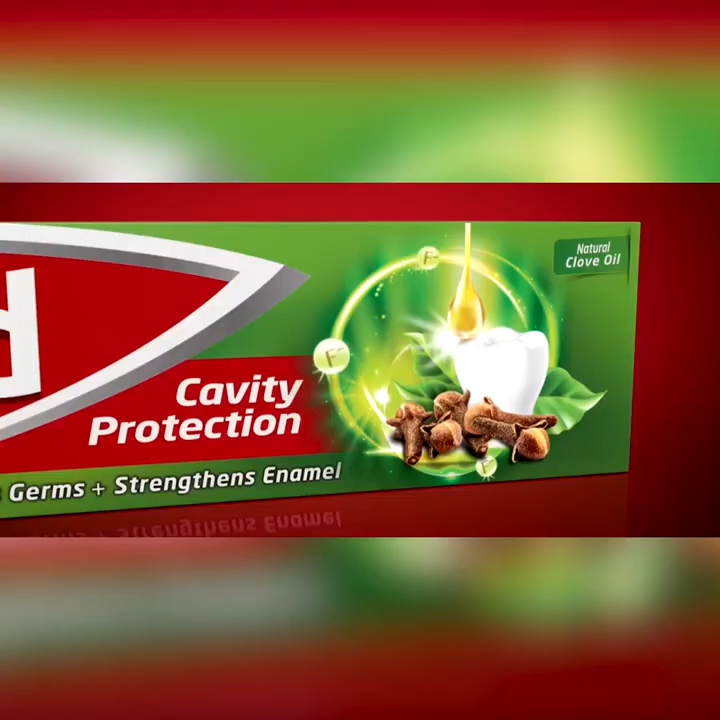 Natural
Clove Oil
F
F
d
Cavity
Protection
Germs + Strengthens Enamel
F